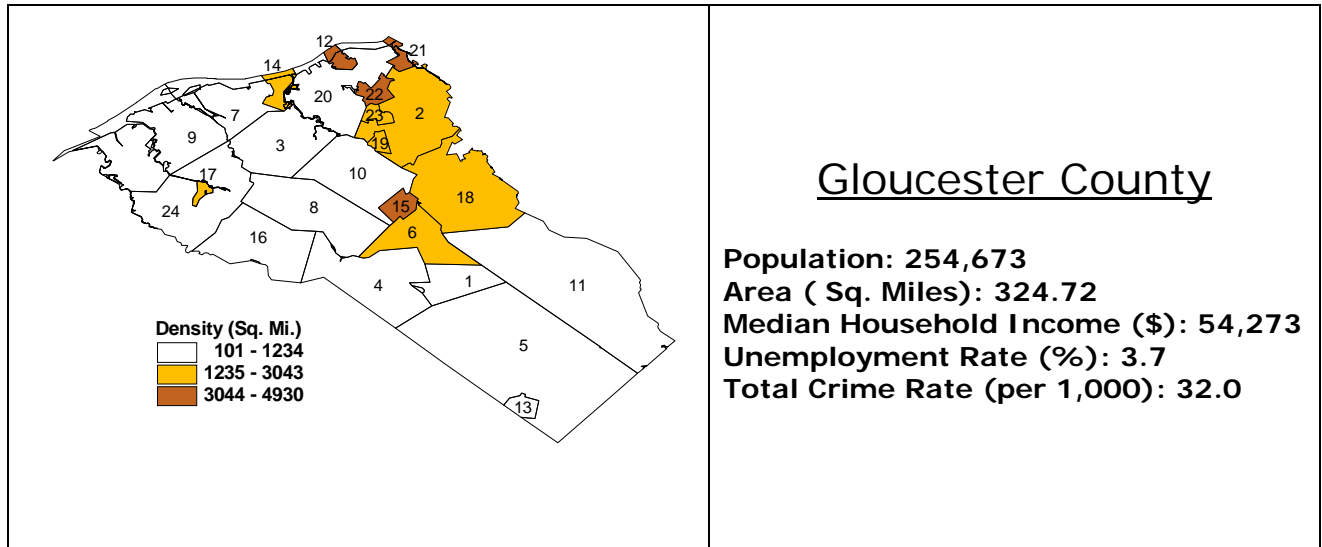 12
21
14
20
22
7
23
2
9
3
19
10
17
18
15
24
8
6
16
4
1
11
5
13
Density (Sq. Mi.)
101 - 1234
1235 - 3043
3044 - 4930
Gloucester County
Population: 254,673
Area ( Sq. Miles): 324.72
Median Household Income ($): 54,273
Unemployment Rate (%): 3.7
Total Crime Rate (per 1,000): 32.0